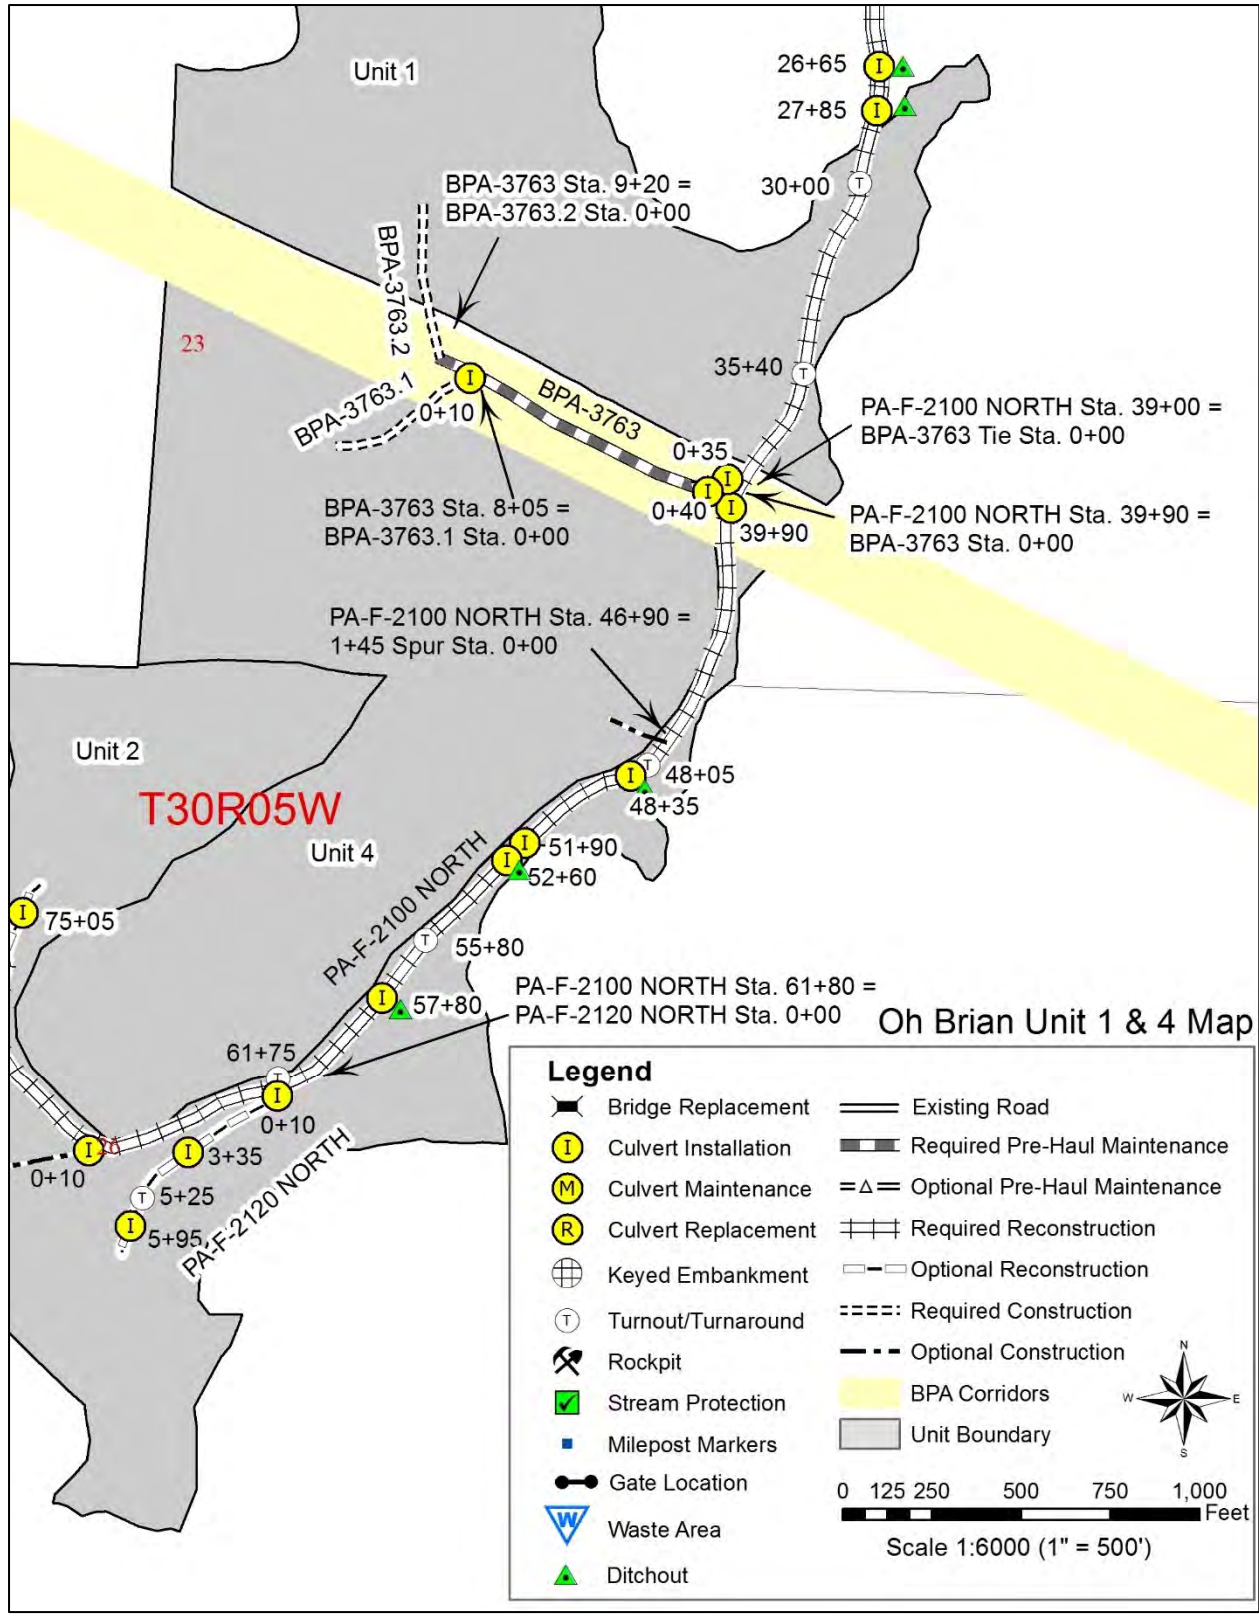 Unit 1
26+65
I
27+85
I
30+00
T
BPA-3763 Sta. 9+20 =
BPA-3763.2 Sta. 0+00
BPA-3763.2
23
35+40
T
BPA-3763.1
0+10
I
BPA-3763
PA-F-2100 NORTH Sta. 39+00 =
BPA-3763 Tie Sta. 0+00
0+35
I
I
0+40
I
39+90
BPA-3763 Sta. 8+05 =
BPA-3763.1 Sta. 0+00
PA-F-2100 NORTH Sta. 39+90 =
BPA-3763 Sta. 0+00
PA-F-2100 NORTH Sta. 46+90 =
1+45 Spur Sta. 0+00
Unit 2
T30R05W
T
48+05
I
48+35
Unit 4
I
51+90
I
52+60
PA-F-2100 NORTH
I
75+05
T
55+80
I
57+80
PA-F-2100 NORTH Sta. 61+80 =
PA-F-2120 NORTH Sta. 0+00
61+75
T
I
0+10
I
26
0+10
I
3+35
T
5+25
I
5+95
PA-F-2120 NORTH
Oh Brian Unit 1 & 4 Map
Legend
Bridge Replacement
I Culvert Installation
M Culvert Maintenance
R Culvert Replacement
Keyed Embankment
T Turnout/Turnaround
Rockpit
Stream Protection
Milepost Markers
Gate Location
W Waste Area
Ditchout
Existing Road
Required Pre-Haul Maintenance
Optional Pre-Haul Maintenance
Required Reconstruction
Optional Reconstruction
Required Construction
Optional Construction
BPA Corridors
Unit Boundary
N
W E
S
0 125 250 500 750 1,000
Feet
Scale 1:6000 (1" = 500')